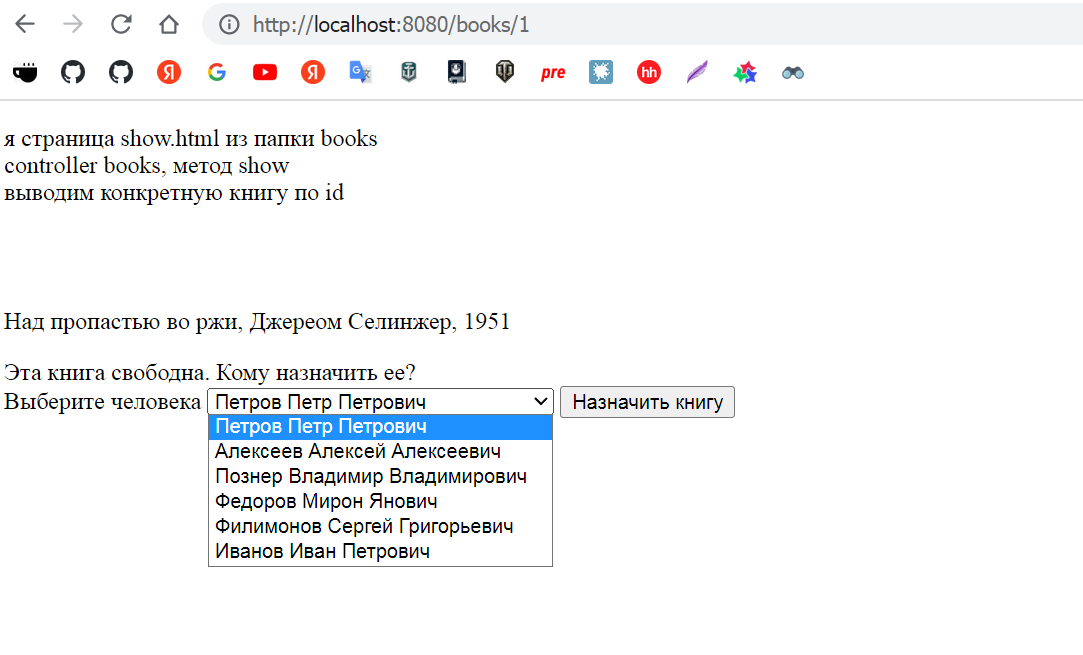 http://localhost:8080/books/1
Я G Я G pre hh
я страница show.html из папки books
controller books, метод show
выводим конкретную книгу по id
Над пропастью во ржи, Джереом Селинжер, 1951
Эта книга свободна. Кому назначить ее?
Выберите человека Петров Петр Петрович Назначить книгу
Петров Петр Петрович
Алексеев Алексей Алексеевич
Познер Владимир Владимирович
Федоров Мирон Янович
Филимонов Сергей Григорьевич
Иванов Иван Петрович